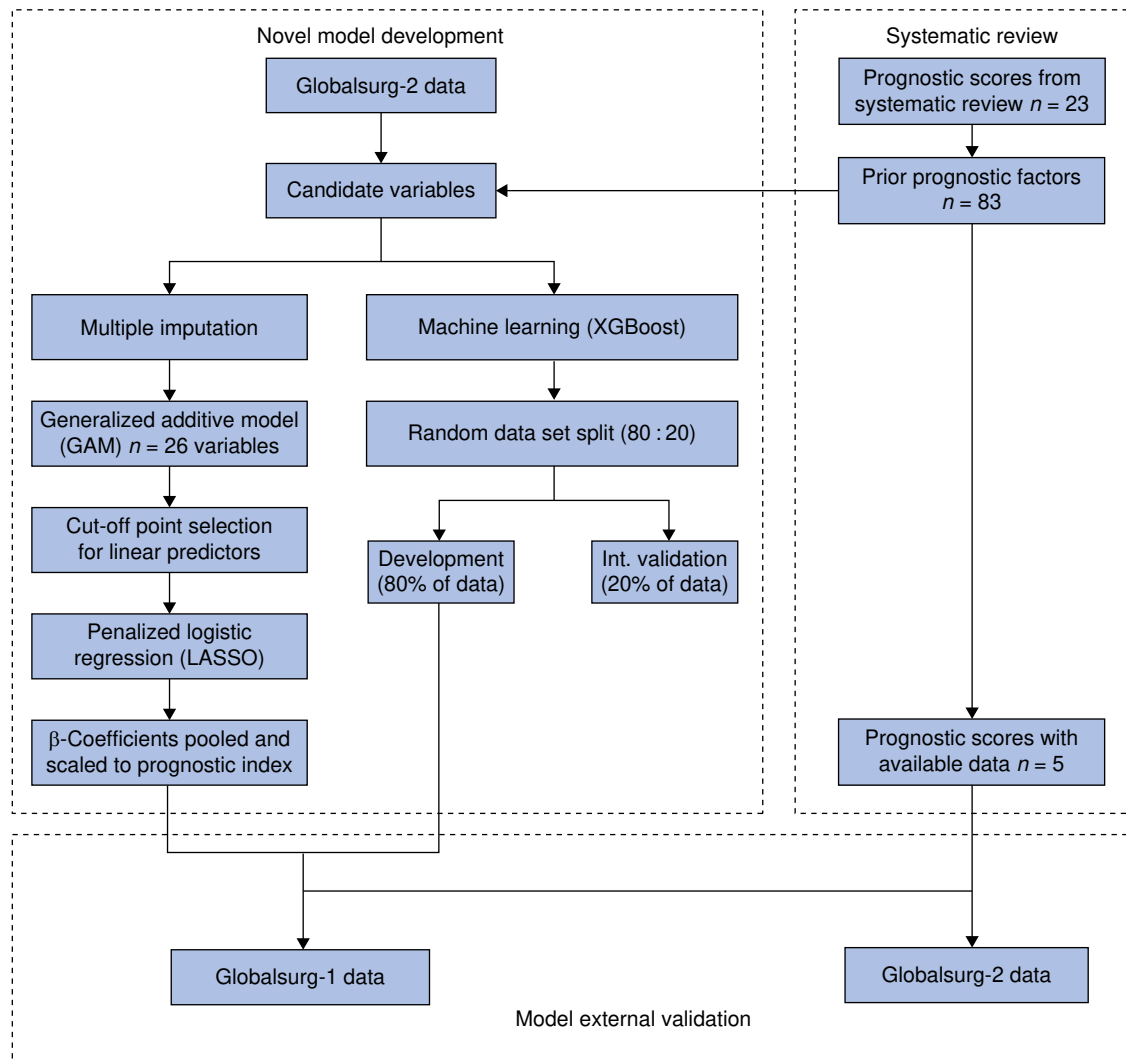 Novel model development
Globalsurg-2 data
Candidate variables
Multiple imputation
Generalized additive model
(GAM) n = 26 variables
Cut-off point selection
for linear predictors
Penalized logistic
regression (LASSO)
β-Coefficients pooled and
scaled to prognostic index
Machine learning (XGBoost)
Random data set split (80 : 20)
Development
(80% of data)
Int. validation
(20% of data)
Systematic review
Prognostic scores from
systematic review n = 23
Prior prognostic factors
n = 83
Prognostic scores with
available data n = 5
Globalsurg-1 data
Globalsurg-2 data
Model external validation